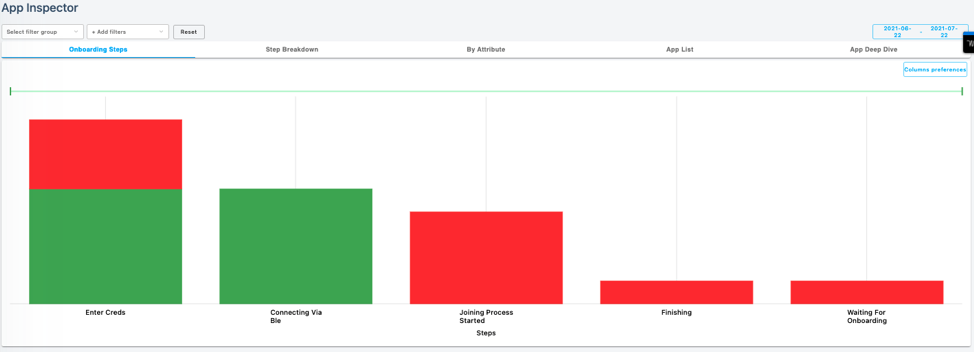 App Inspector
Select filter group
+ Add filters
Reset
2021-06-22 - 2021-07-22
Onboarding Steps
Step Breakdown
By Attribute
App List
App Deep Dive
Columns preferences
Enter Creds
Connecting Via
Ble
Joining Process
Started
Finishing
Waiting For
Onboarding
Steps